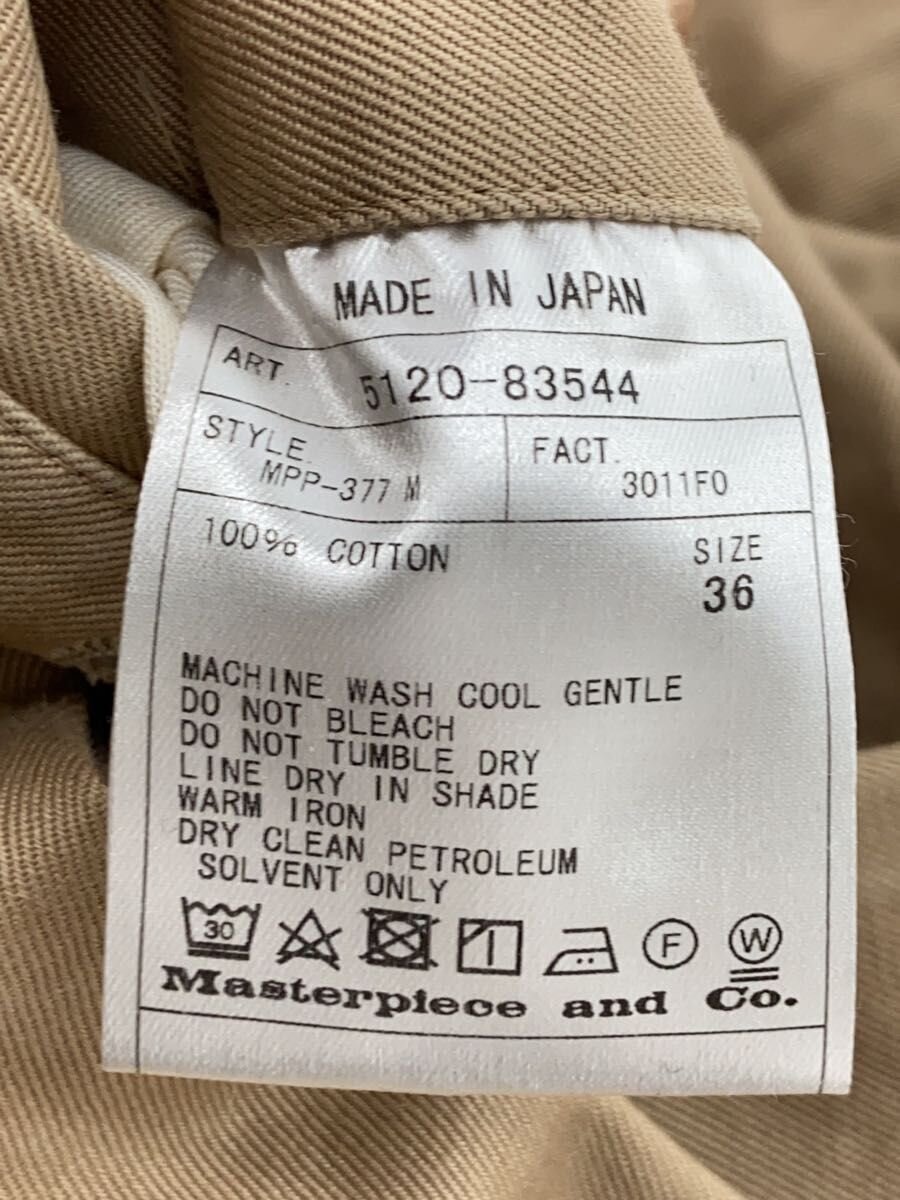 MADE IN JAPAN
ART. 5120-83544
STYLE. FACT.
MPP-377 M 3011F0
100% COTTON SIZE
36
MACHINE WASH COOL GENTLE
DO NOT BLEACH
DO NOT TUMBLE DRY
LINE DRY IN SHADE
WARM IRON
DRY CLEAN PETROLEUM
SOLVENT ONLY
30 F W
Masterpiece and Co.